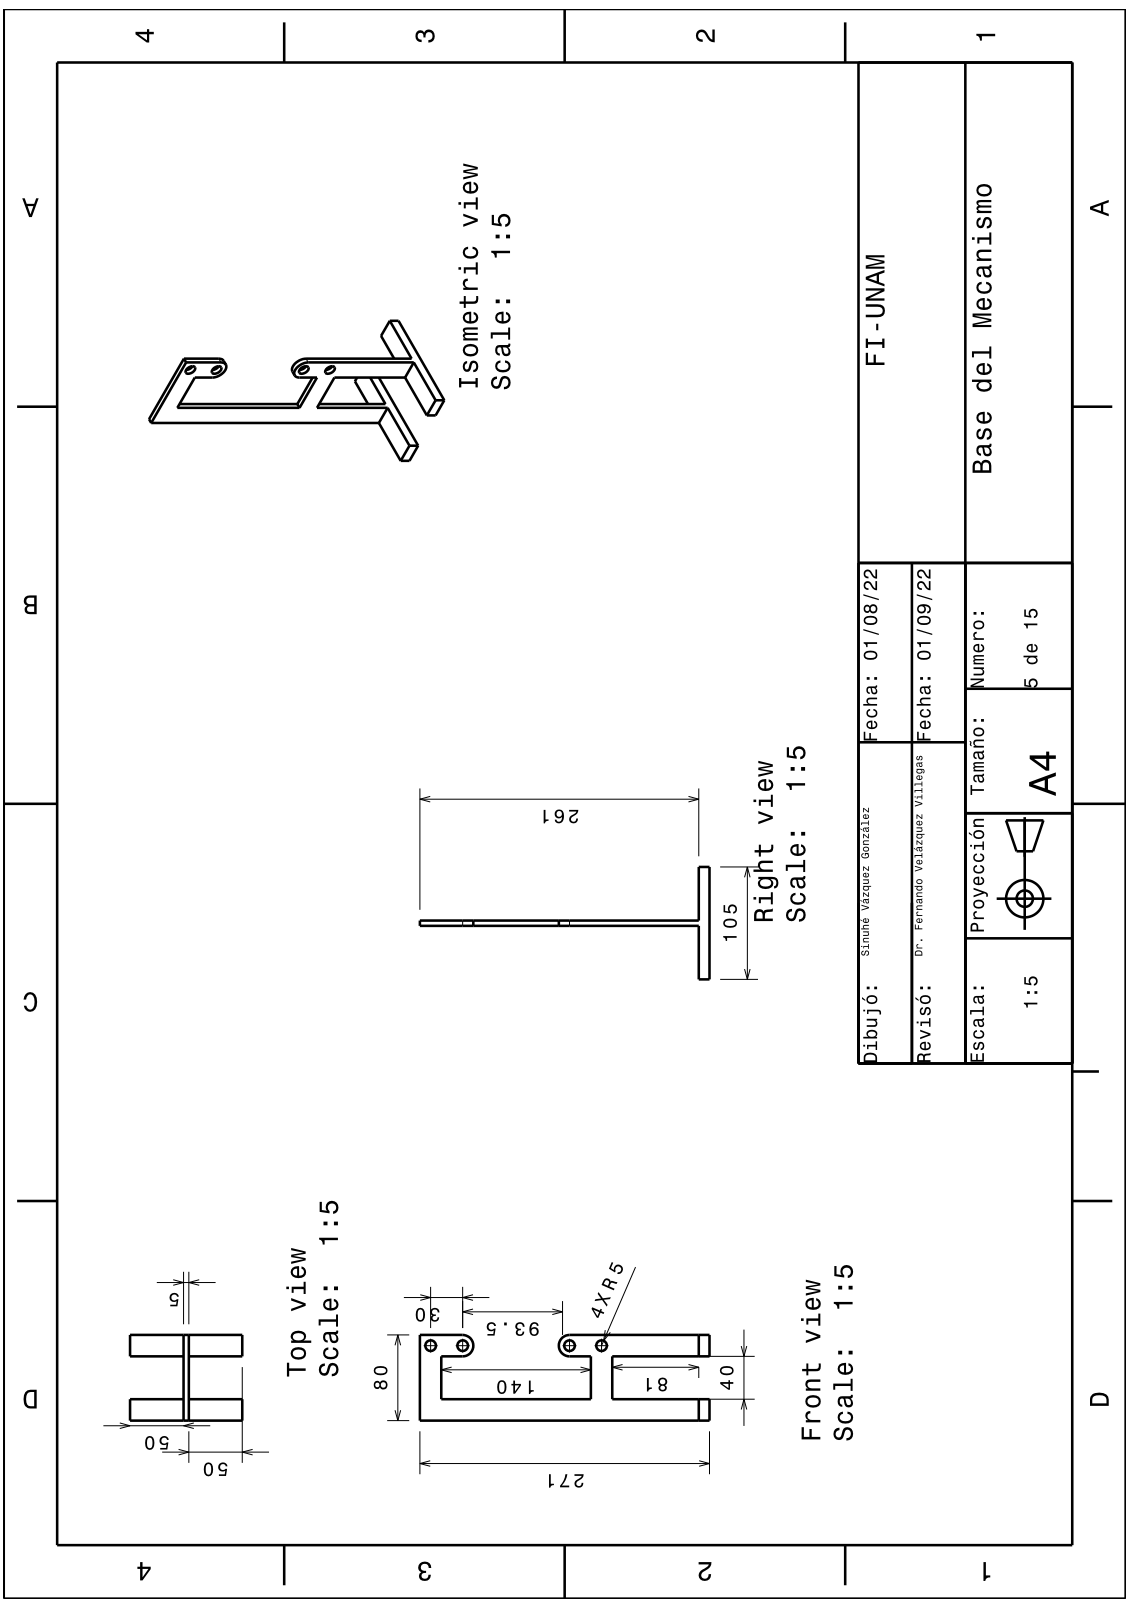 4
3
2
1
A
A
B
C
C
D
D
4
3
2
1
Isometric view
Scale: 1:5
261
105
Right view
Scale: 1:5
5
50
50
Top view
Scale: 1:5
30
93.5
4XR5
80
140
81
40
271
Front view
Scale: 1:5
Dibujó: Sinuhé Vázquez González
Fecha: 01/08/22
FI-UNAM
Revisó: Dr. Fernando Velázquez Villegas
Fecha: 01/09/22
Escala:
1:5
Proyección
Tamaño:
A4
Numero:
5 de 15
Base del Mecanismo